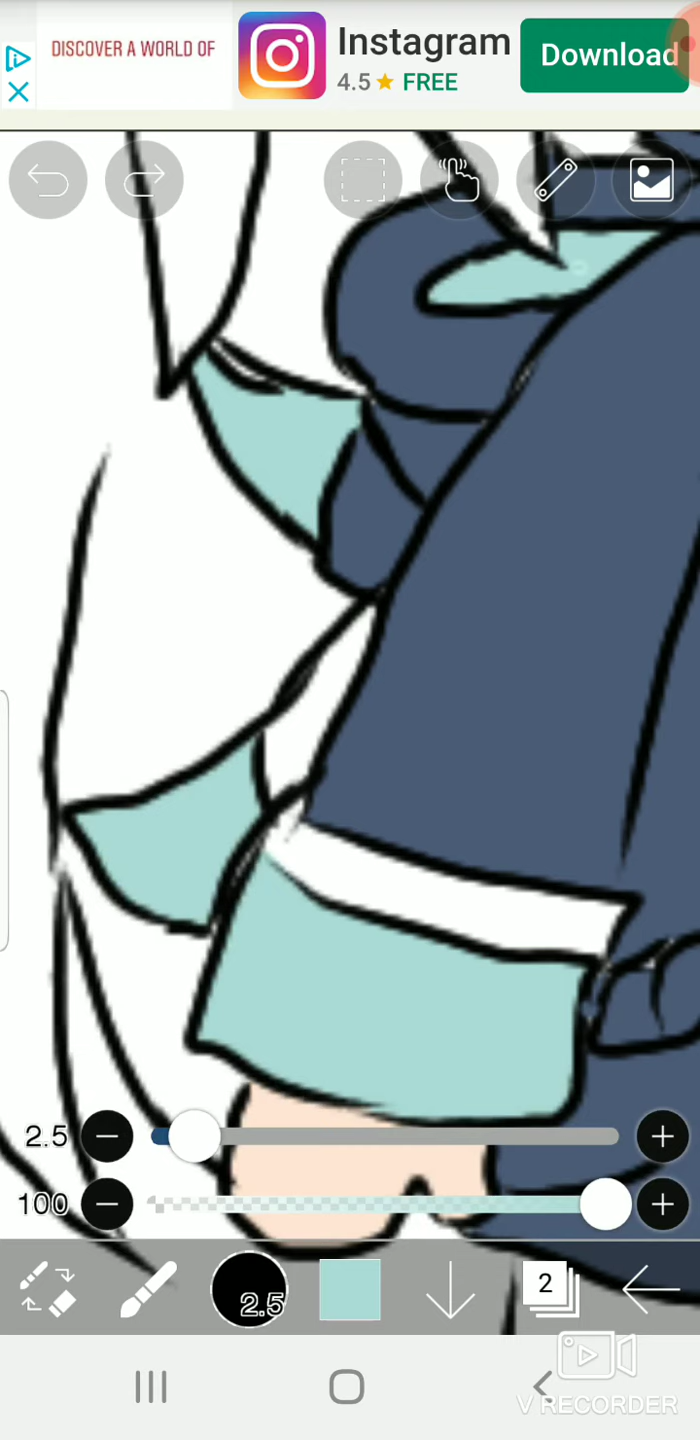 DISCOVER A WORLD OF
Instagram
4.5 ★ FREE
Download
2.5
100
2.5
2
V RECORDER